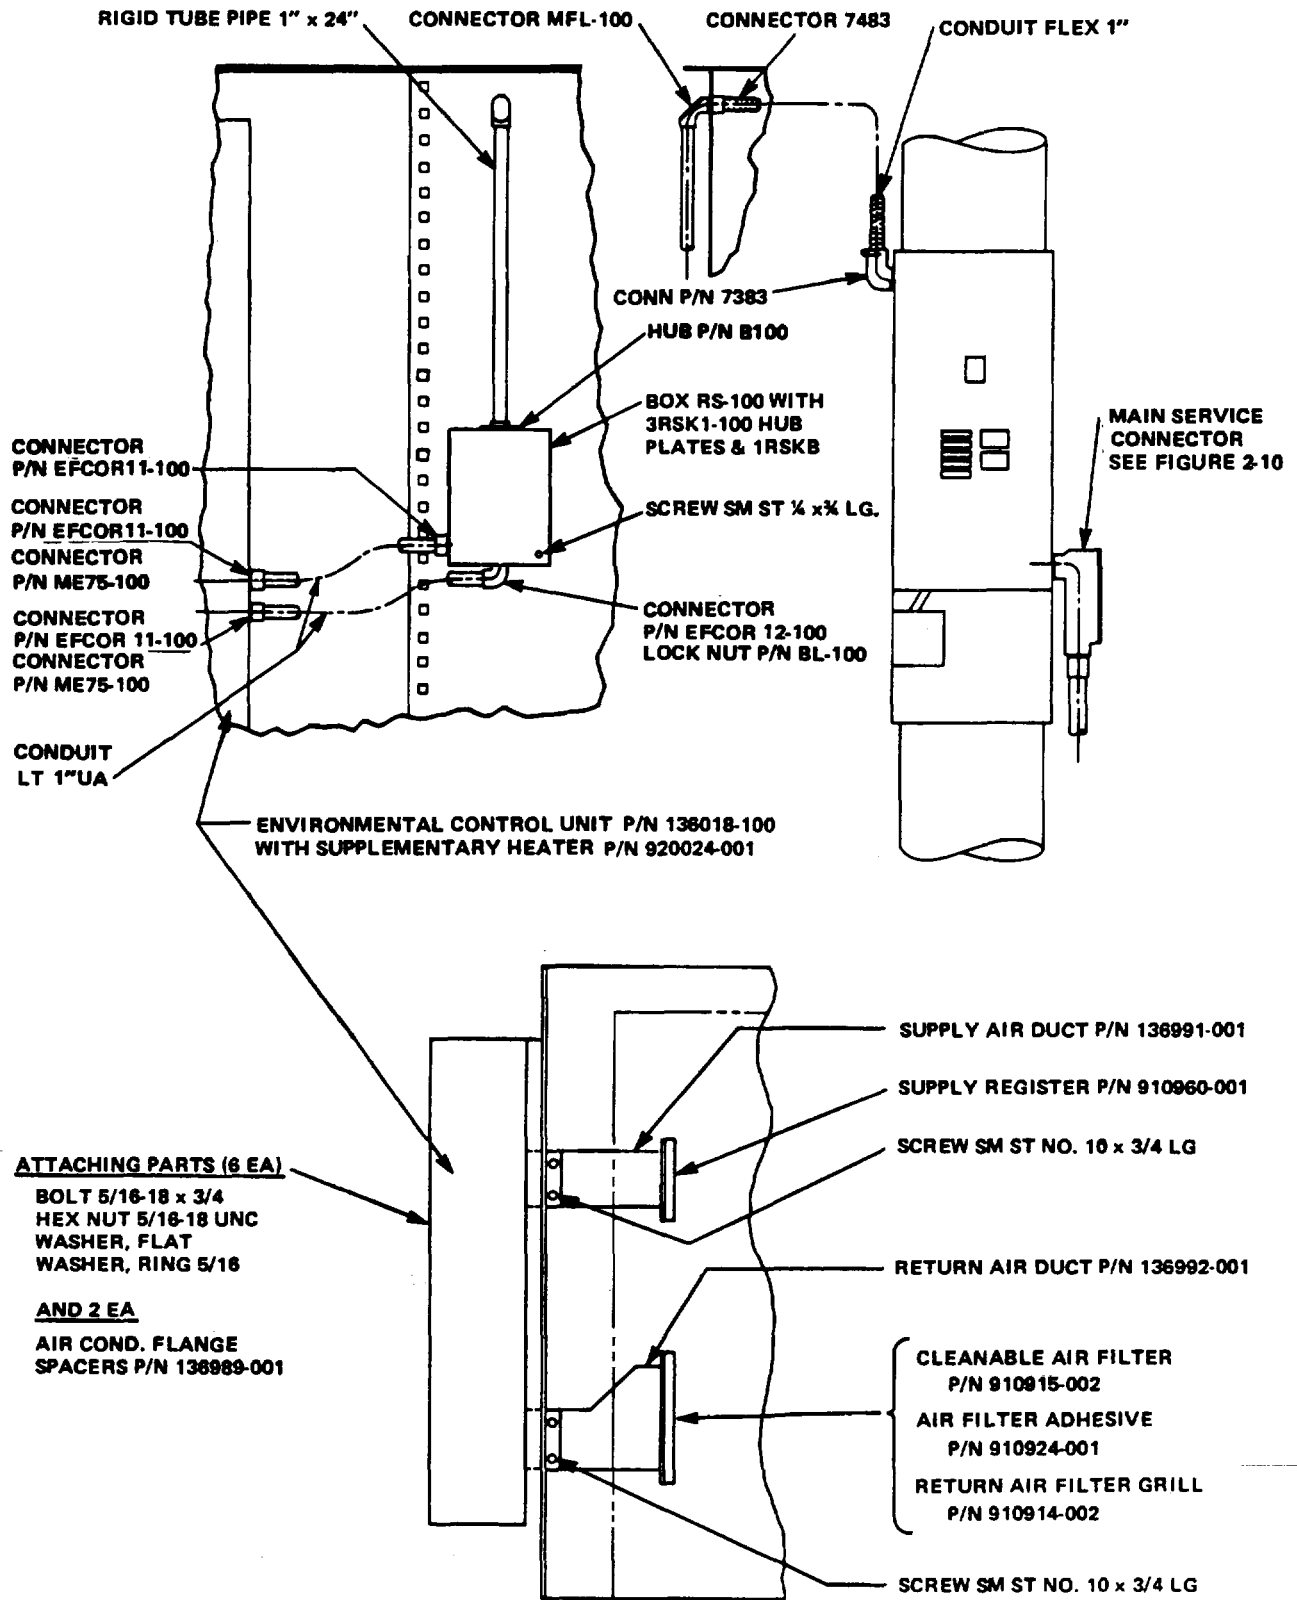 RIGID TUBE PIPE 1" x 24"
CONNECTOR MFL-100
CONNECTOR 7483
CONDUIT FLEX 1"
CONN P/N 7383
HUB P/N B100
BOX RS-100 WITH
3RSK1-100 HUB
PLATES & 1RSKB
MAIN SERVICE
CONNECTOR
SEE FIGURE 2-10
CONNECTOR
P/N EFCOR11-100
CONNECTOR
P/N EFCOR11-100
CONNECTOR
P/N ME75-100
SCREW SM ST ¼ x¾ LG.
CONNECTOR
P/N EFCOR 11-100
CONNECTOR
P/N ME75-100
CONNECTOR
P/N EFCOR 12-100
LOCK NUT P/N BL-100
CONDUIT
LT 1"UA
ENVIRONMENTAL CONTROL UNIT P/N 136018-100
WITH SUPPLEMENTARY HEATER P/N 920024-001
SUPPLY AIR DUCT P/N 136991-001
SUPPLY REGISTER P/N 910960-001
SCREW SM ST NO. 10 x 3/4 LG
ATTACHING PARTS (6 EA)
BOLT 5/16-18 x 3/4
HEX NUT 5/16-18 UNC
WASHER, FLAT
WASHER, RING 5/16
AND 2 EA
AIR COND. FLANGE
SPACERS P/N 136989-001
RETURN AIR DUCT P/N 136992-001
CLEANABLE AIR FILTER
P/N 910915-002
AIR FILTER ADHESIVE
P/N 910924-001
RETURN AIR FILTER GRILL
P/N 910914-002
SCREW SM ST NO. 10 x 3/4 LG